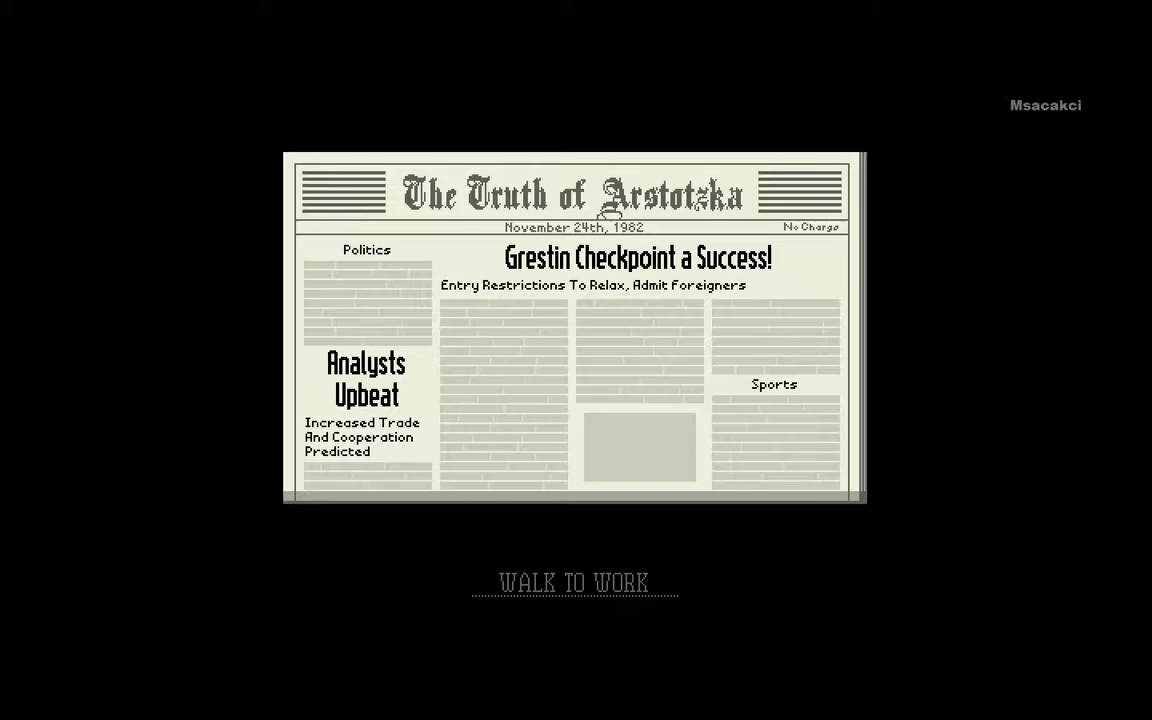 Msacakci
The Truth of Arstotzka
November 24th, 1982
No Charge
Politics
Analysts
Upbeat
Increased Trade
And Cooperation
Predicted
Grestin Checkpoint a Success!
Entry Restrictions To Relax, Admit Foreigners
Sports
WALK TO WORK